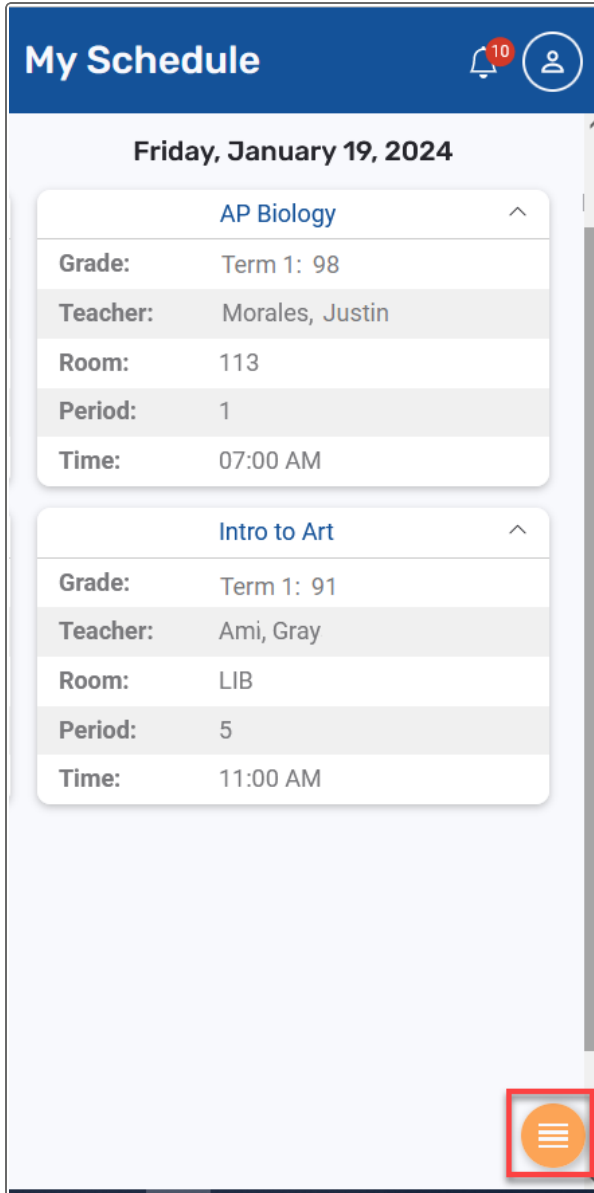 My Schedule
10
Friday, January 19, 2024
AP Biology
Grade: Term 1: 98
Teacher: Morales, Justin
Room: 113
Period: 1
Time: 07:00 AM
Intro to Art
Grade: Term 1: 91
Teacher: Ami, Gray
Room: LIB
Period: 5
Time: 11:00 AM